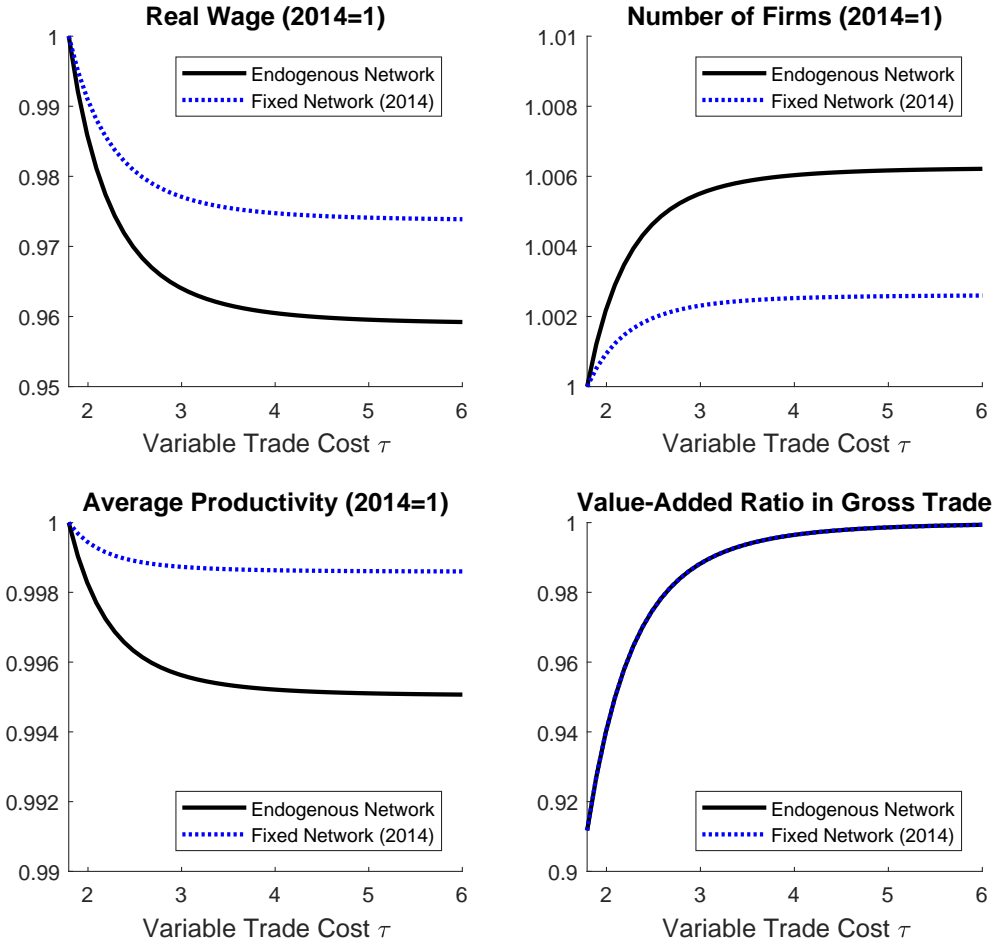 Real Wage (2014=1)
1
0.99
0.98
0.97
0.96
0.95
2 3 4 5 6
Variable Trade Cost τ
Endogenous Network
Fixed Network (2014)
Number of Firms (2014=1)
1.01
1.008
1.006
1.004
1.002
1
2 3 4 5 6
Variable Trade Cost τ
Endogenous Network
Fixed Network (2014)
Average Productivity (2014=1)
1
0.998
0.996
0.994
0.992
0.99
2 3 4 5 6
Variable Trade Cost τ
Endogenous Network
Fixed Network (2014)
Value-Added Ratio in Gross Trade
1
0.98
0.96
0.94
0.92
0.9
2 3 4 5 6
Variable Trade Cost τ
Endogenous Network
Fixed Network (2014)